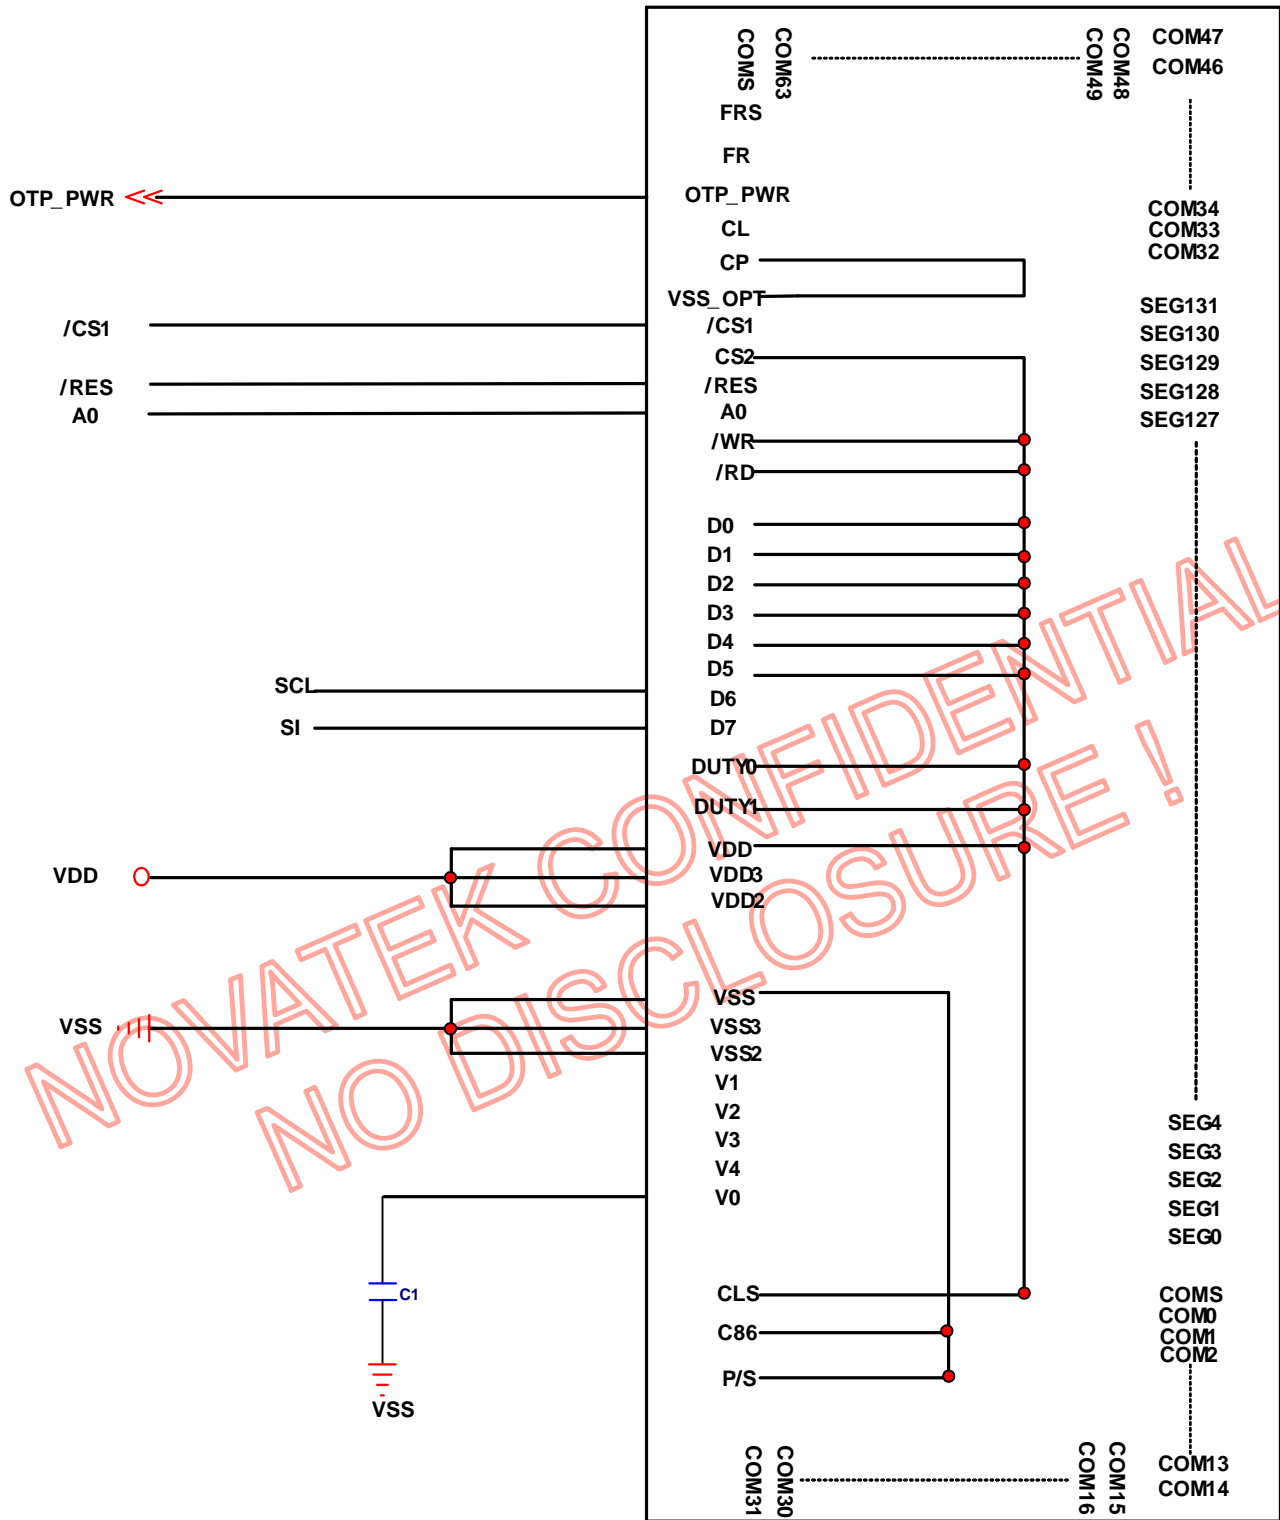 COMS
COM63
COM49
COM48
COM47
COM46
FRS
FR
OTP_PWR
OTP_PWR
CL
CP
VSS_OPT
COM34
COM33
COM32
/CS1
/CS1
CS2
/RES
/RES
A0
A0
/WR
/RD
SEG131
SEG130
SEG129
SEG128
SEG127
D0
D1
D2
D3
D4
D5
SCL
D6
SI
D7
DUTY0
DUTY1
VDD
VDD
VDD3
VDD2
VSS
VSS
VSS3
VSS2
V1
V2
V3
V4
V0
SEG4
SEG3
SEG2
SEG1
SEG0
C1
VSS
CLS
C86
P/S
COMS
COM0
COM1
COM2
COM13
COM14
COM31
COM30
COM16
COM15
NOVATEK CONFIDENTIAL
NO DISCLOSURE !